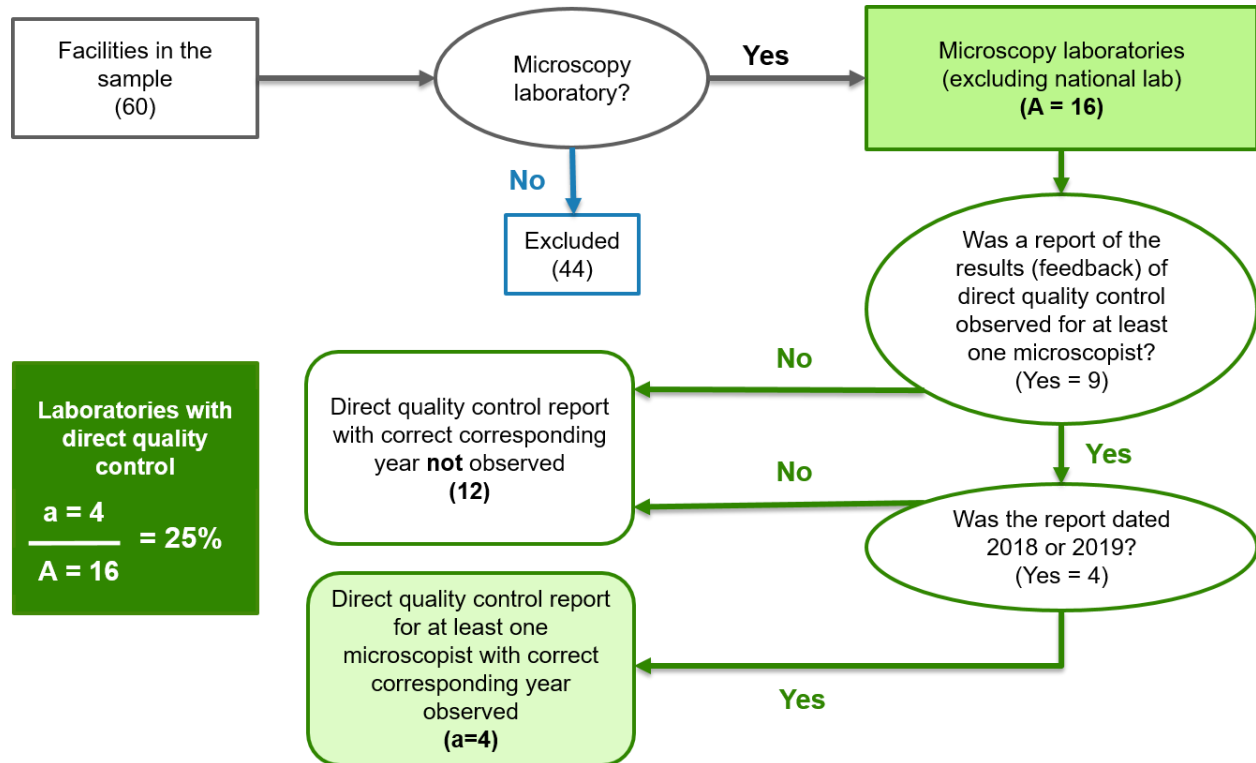 Facilities in the
sample
(60)
Microscopy
laboratory?
Yes
Microscopy laboratories
(excluding national lab)
(A = 16)
No
Excluded
(44)
Was a report of the
results (feedback) of
direct quality control
observed for at least
one microscopist?
(Yes = 9)
No
Yes
Direct quality control report
with correct corresponding
year not observed
(12)
No
Was the report dated
2018 or 2019?
(Yes = 4)
Yes
Direct quality control report
for at least one
microscopist with correct
corresponding year
observed
(a=4)
Laboratories with
direct quality
control
a = 4
= 25%
A = 16